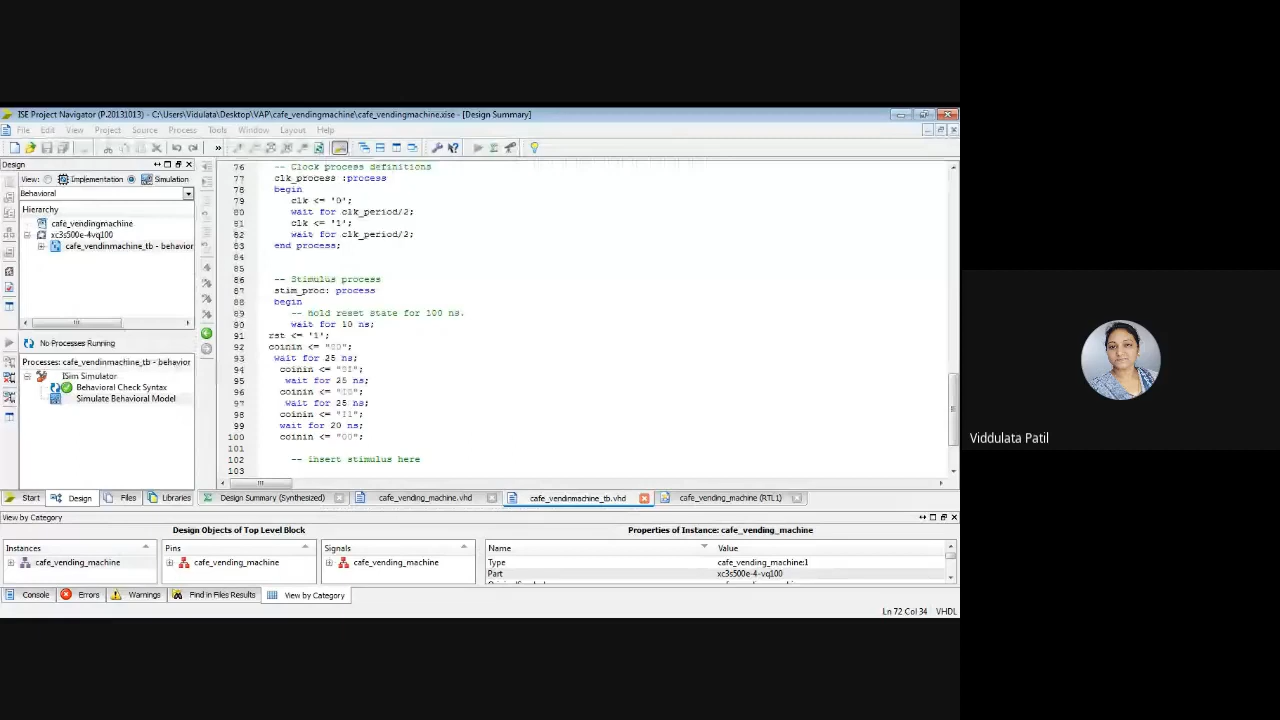 ISE Project Navigator (P.20131013) - C:\Users\Vidulata\Desktop\VAP\cafe_vendingmachine\cafe_vendingmachine.xise - [Design Summary]
File Edit View Project Source Process Tools Window Layout Help
Design
View: Implementation Simulation
Behavioral
Hierarchy
cafe_vendingmachine
xc3s500e-4vq100
cafe_vendinmachine_tb - behavior
No Processes Running
Processes: cafe_vendinmachine_tb - behavior
ISim Simulator
Behavioral Check Syntax
Simulate Behavioral Model
76 -- Clock process definitions
77 clk_process :process
78 begin
79 clk <= '0';
80 wait for clk_period/2;
81 clk <= '1';
82 wait for clk_period/2;
83 end process;
84
85
86 -- Stimulus process
87 stim_proc: process
88 begin
89 -- hold reset state for 100 ns.
90 wait for 10 ns;
91 rst <= '1';
92 coinin <= "00";
93 wait for 25 ns;
94 coinin <= "01";
95 wait for 25 ns;
96 coinin <= "10";
97 wait for 25 ns;
98 coinin <= "11";
99 wait for 20 ns;
100 coinin <= "00";
101
102 -- insert stimulus here
103
Start Design Files Libraries
Design Summary (Synthesized) cafe_vending_machine.vhd cafe_vendinmachine_tb.vhd cafe_vending_machine (RTL1)
View by Category
Design Objects of Top Level Block Properties of Instance: cafe_vending_machine
Instances Pins Signals Name Value
cafe_vending_machine cafe_vending_machine cafe_vending_machine Type cafe_vending_machine:1
Part xc3s500e-4-vq100
Console Errors Warnings Find in Files Results View by Category
Ln 72 Col 34 VHDL
Viddulata Patil